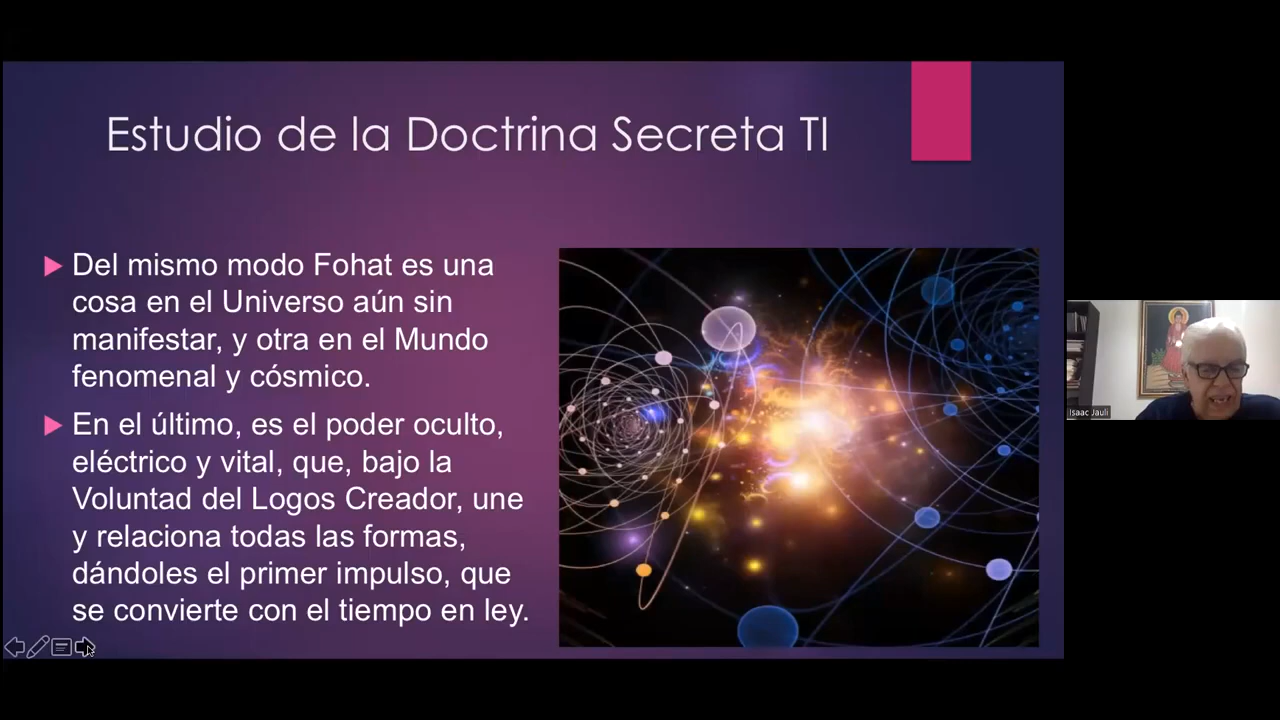 Estudio de la Doctrina Secreta TI
Del mismo modo Fohat es una
cosa en el Universo aún sin
manifestar, y otra en el Mundo
fenomenal y cósmico.
En el último, es el poder oculto,
eléctrico y vital, que, bajo la
Voluntad del Logos Creador, une
y relaciona todas las formas,
dándoles el primer impulso, que
se convierte con el tiempo en ley.
Isaac Jauli